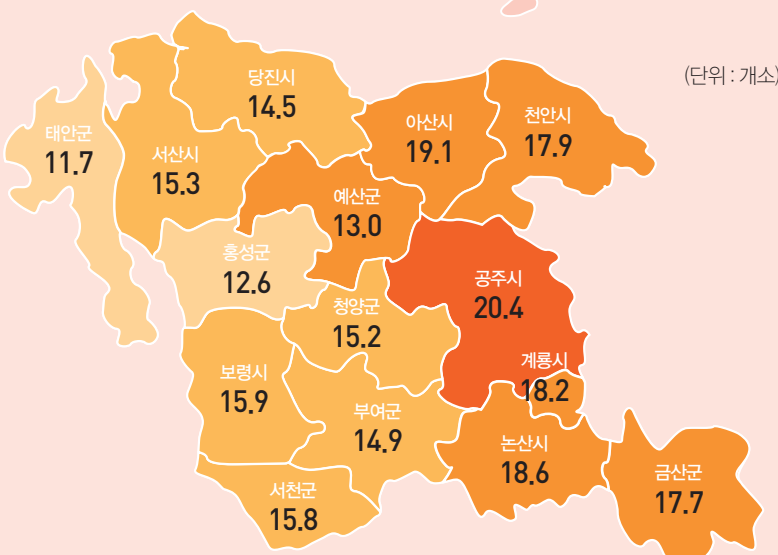 (단위 : 개소)
당진시
14.5
아산시
19.1
천안시
17.9
태안군
11.7
서산시
15.3
예산군
13.0
홍성군
12.6
공주시
20.4
청양군
15.2
계룡시
18.2
보령시
15.9
부여군
14.9
논산시
18.6
금산군
17.7
서천군
15.8